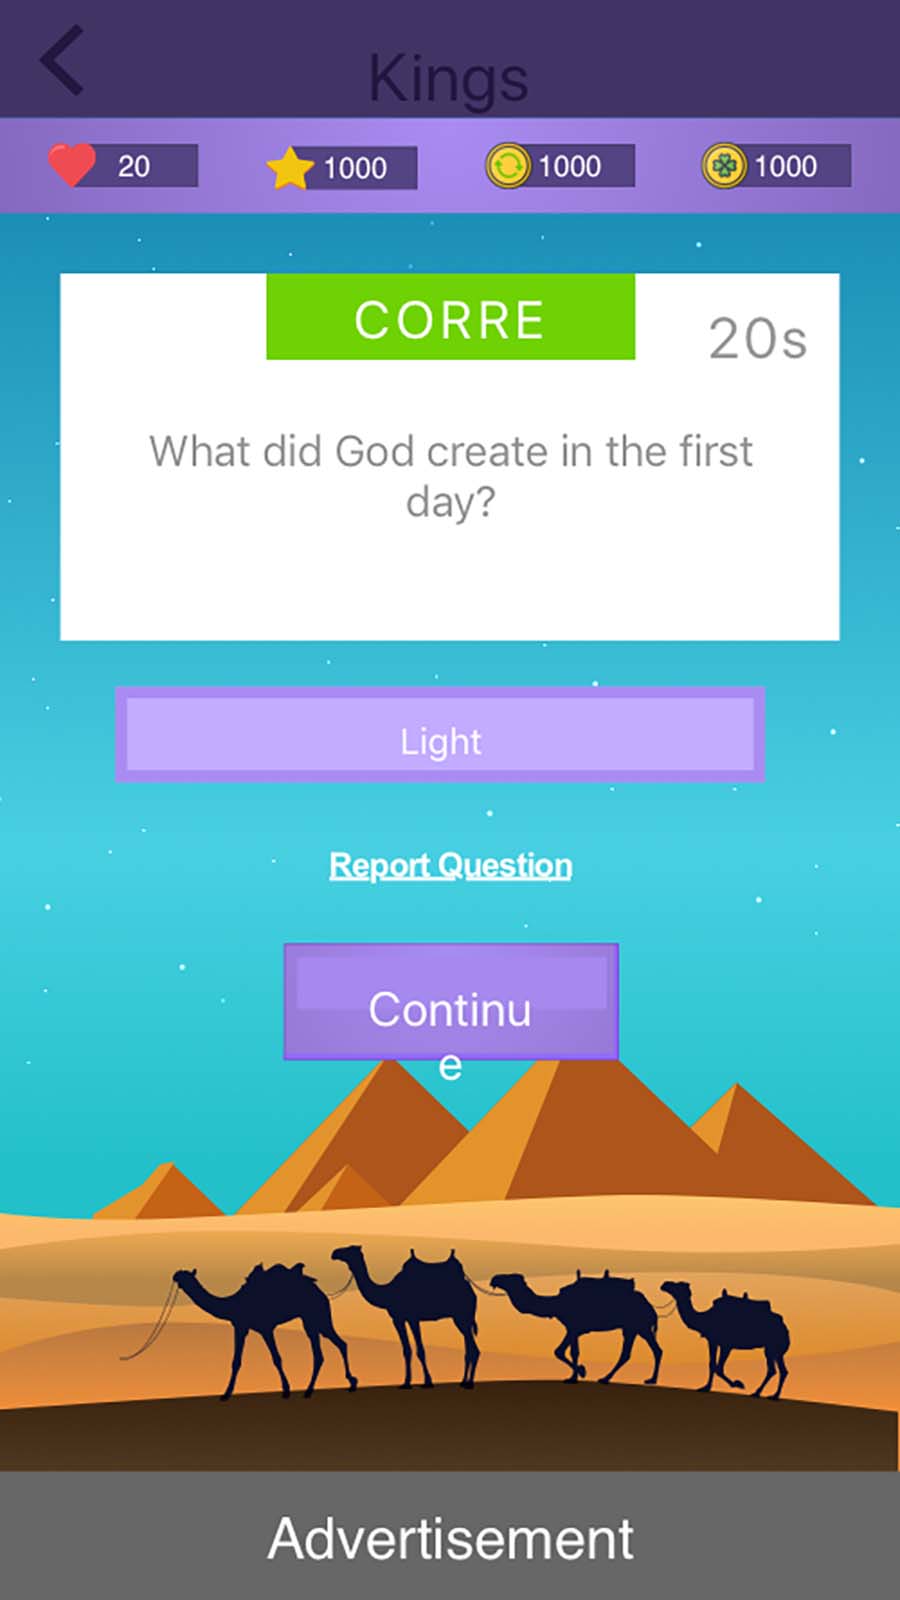 Kings
20
1000
1000
1000
CORRE
20s
What did God create in the first
day?
Light
Report Question
Continu
e
Advertisement